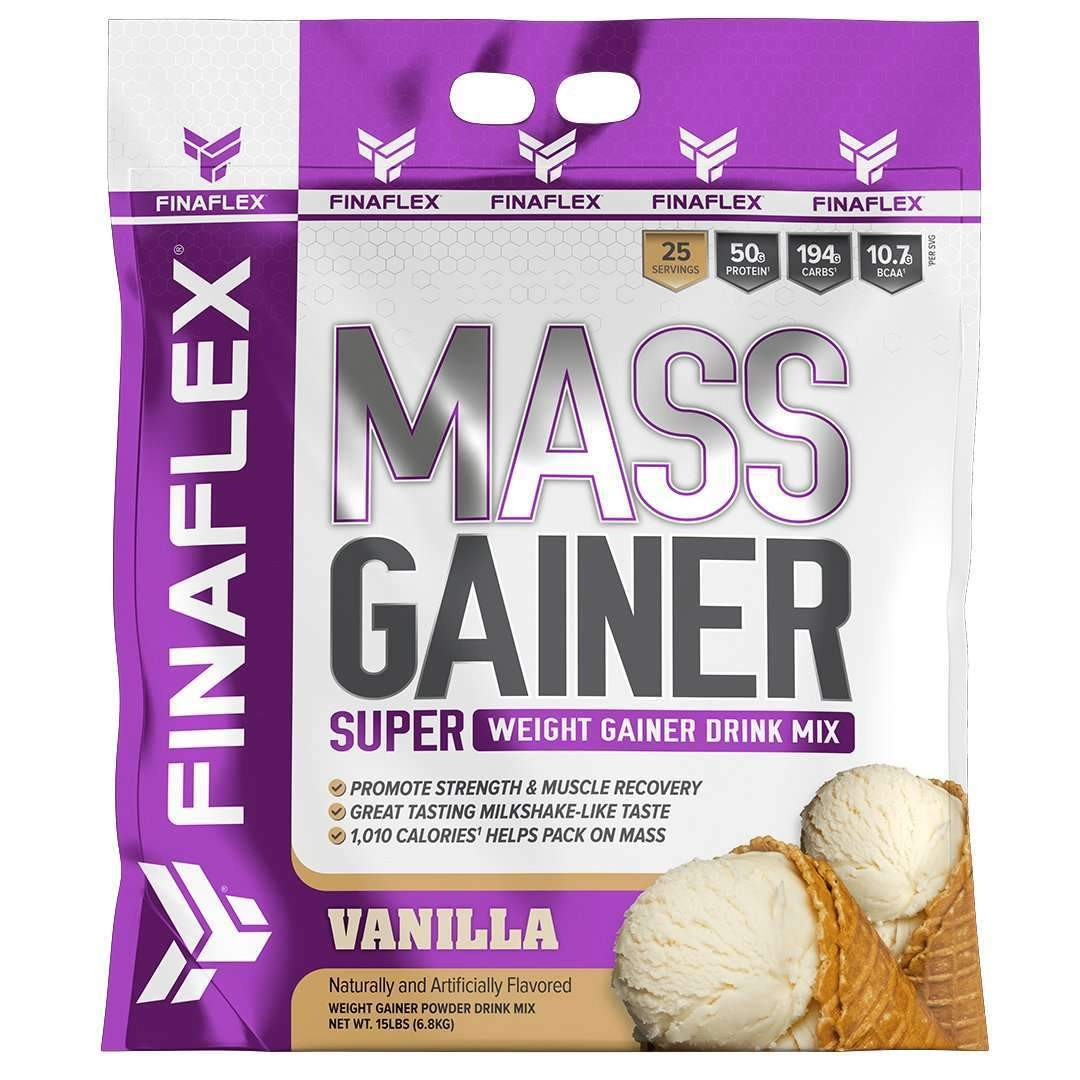 FINAFLEX FINAFLEX FINAFLEX FINAFLEX FINAFLEX
FINAFLEX®
25 SERVINGS
50G PROTEIN¹
194G CARBS¹
10.7G BCAA¹
¹PER SVG
MASS
GAINER
SUPER WEIGHT GAINER DRINK MIX
PROMOTE STRENGTH & MUSCLE RECOVERY
GREAT TASTING MILKSHAKE-LIKE TASTE
1,010 CALORIES¹ HELPS PACK ON MASS
VANILLA
Naturally and Artificially Flavored
WEIGHT GAINER POWDER DRINK MIX
NET WT. 15LBS (6.8KG)